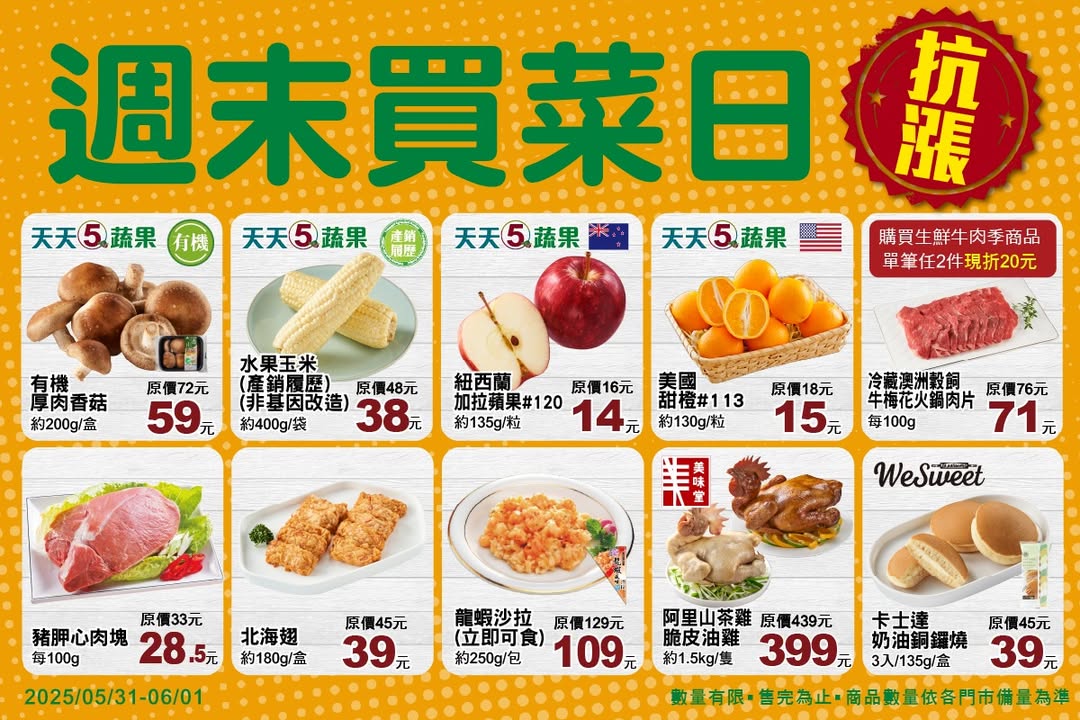 週末買菜日
抗漲
天天5蔬果
有機
有機
厚肉香菇
約200g/盒
原價72元
59元
天天5蔬果
產銷
履歷
水果玉米
(產銷履歷)
(非基因改造)
約400g/袋
原價48元
38元
天天5蔬果
紐西蘭
加拉蘋果#120
約135g/粒
原價16元
14元
天天5蔬果
美國
甜橙#113
約130g/粒
原價18元
15元
購買生鮮牛肉季商品
單筆任2件現折20元
冷藏澳洲穀飼
牛梅花火鍋肉片
每100g
原價76元
71元
豬胛心肉塊
每100g
原價33元
28.5元
北海翅
約180g/盒
原價45元
39元
龍蝦沙拉
(立即可食)
約250g/包
原價129元
109元
美
美味堂
阿里山茶雞
脆皮油雞
約1.5kg/隻
原價439元
399元
WeSweet
卡士達
奶油銅鑼燒
3入/135g/盒
原價45元
39元
2025/05/31-06/01
數量有限▪售完為止▪商品數量依各門市備量為準